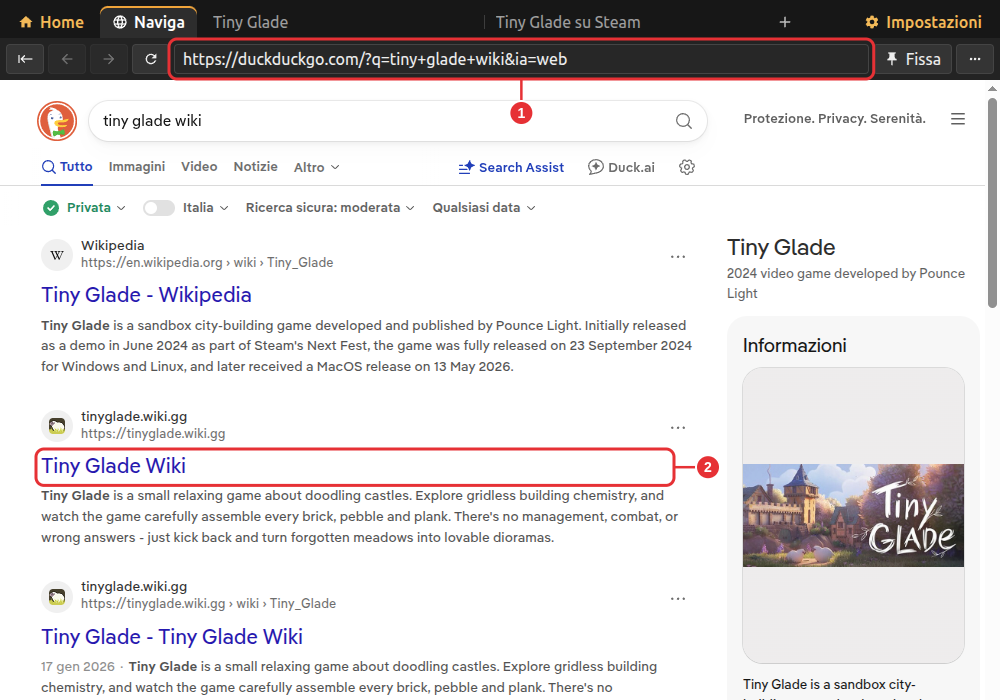 Home
Naviga
Tiny Glade
Tiny Glade su Steam
+
Impostazioni
https://duckduckgo.com/?q=tiny+glade+wiki&ia=web
Fissa
...
1
tiny glade wiki
Protezione. Privacy. Serenità.
Tutto
Immagini
Video
Notizie
Altro
Search Assist
Duck.ai
Privata
Italia
Ricerca sicura: moderata
Qualsiasi data
W
Wikipedia
https://en.wikipedia.org › wiki › Tiny_Glade
Tiny Glade - Wikipedia
Tiny Glade is a sandbox city-building game developed and published by Pounce Light. Initially released
as a demo in June 2024 as part of Steam's Next Fest, the game was fully released on 23 September 2024
for Windows and Linux, and later received a MacOS release on 13 May 2026.
tinyglade.wiki.gg
https://tinyglade.wiki.gg
Tiny Glade Wiki
2
Tiny Glade is a small relaxing game about doodling castles. Explore gridless building chemistry, and
watch the game carefully assemble every brick, pebble and plank. There's no management, combat, or
wrong answers - just kick back and turn forgotten meadows into lovable dioramas.
tinyglade.wiki.gg
https://tinyglade.wiki.gg › wiki › Tiny_Glade
Tiny Glade - Tiny Glade Wiki
17 gen 2026 · Tiny Glade is a small relaxing game about doodling castles. Explore gridless building
chemistry, and watch the game carefully assemble every brick, pebble and plank. There's no
Tiny Glade
2024 video game developed by Pounce
Light
Informazioni
Tiny
GLADE
Tiny Glade is a sandbox city-